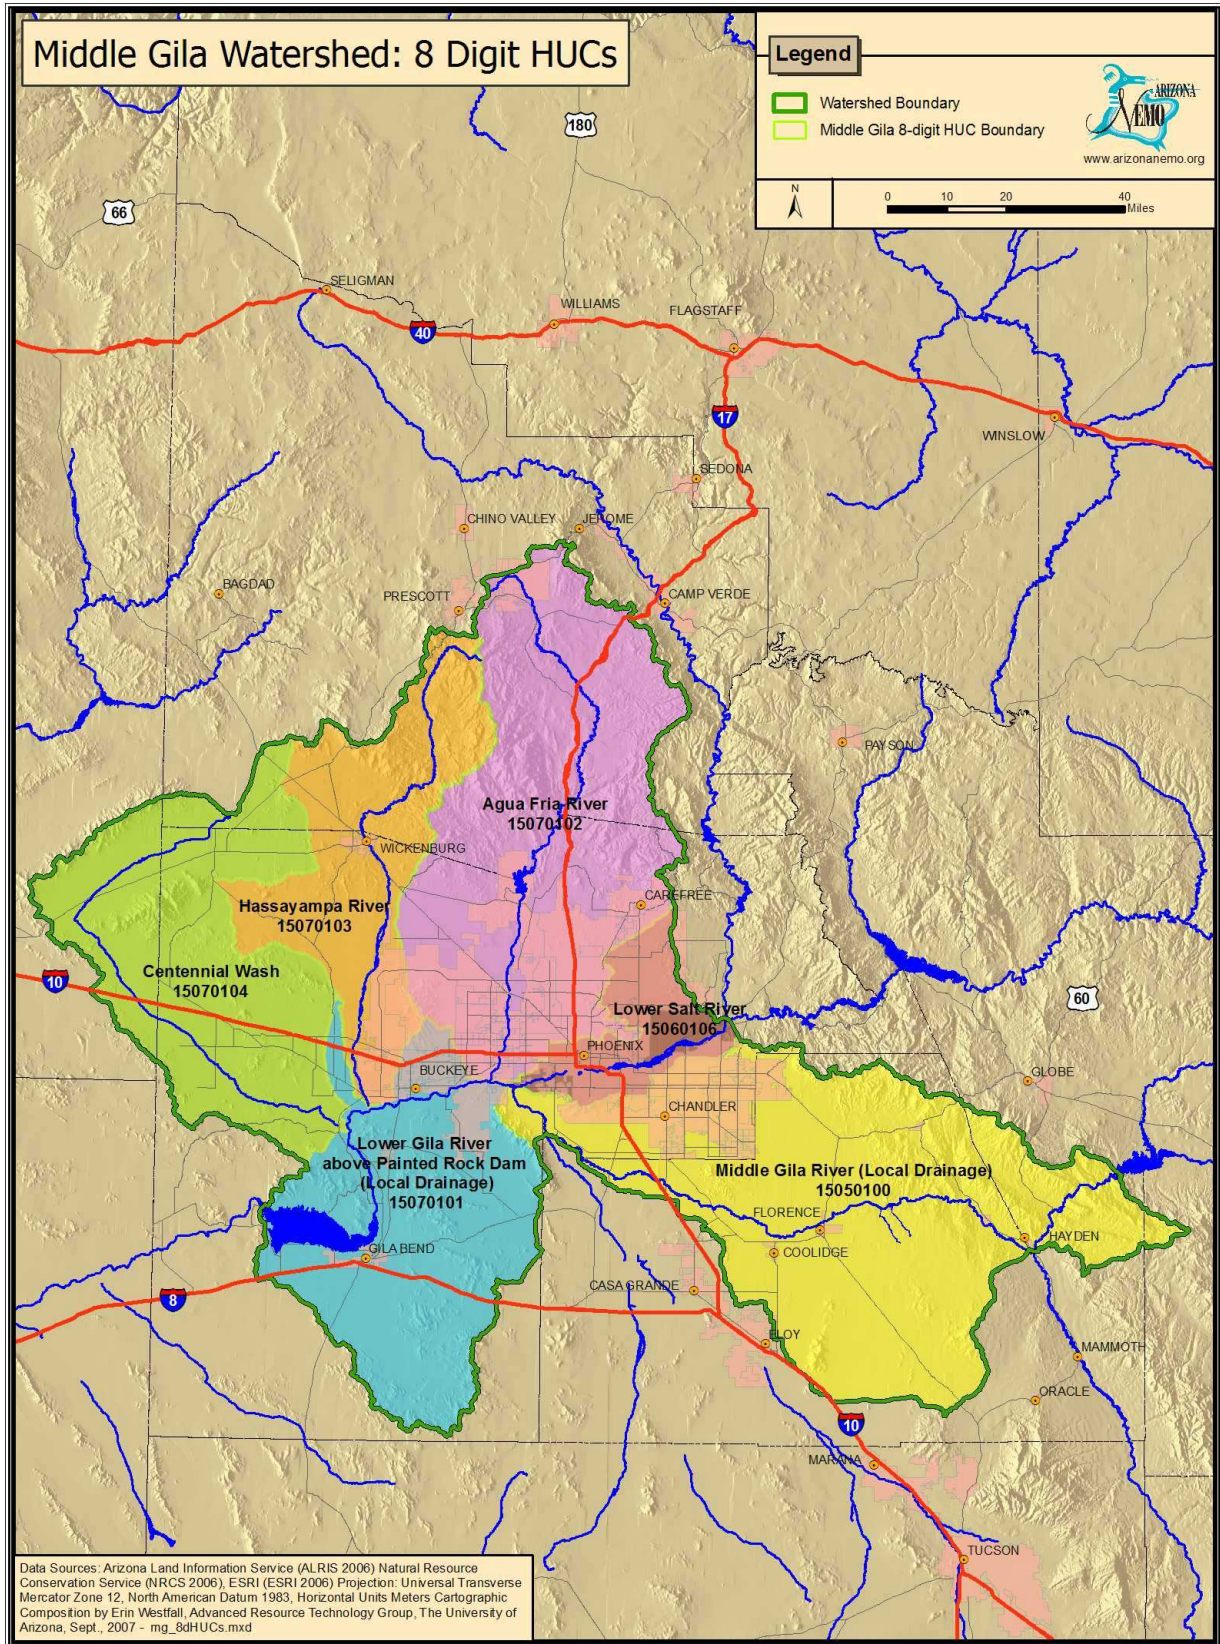 Middle Gila Watershed: 8 Digit HUCs
Legend
Watershed Boundary
Middle Gila 8-digit HUC Boundary
ARIZONA
NEMO
www.arizonanemo.org
N
0 10 20 40
Miles
180
66
SELIGMAN
WILLIAMS
FLAGSTAFF
40
17
WINSLOW
SEDONA
CHINO VALLEY
JEROME
BAGDAD
PRESCOTT
CAMP VERDE
PAYSON
Agua Fria River
15070102
WICKENBURG
CAREFREE
Hassayampa River
15070103
Centennial Wash
15070104
10
60
Lower Salt River
15060106
PHOENIX
BUCKEYE
GLOBE
CHANDLER
Lower Gila River
above Painted Rock Dam
(Local Drainage)
15070101
Middle Gila River (Local Drainage)
15050100
FLORENCE
HAYDEN
COOLIDGE
GILA BEND
CASA GRANDE
8
ELOY
MAMMOTH
ORACLE
10
MARANA
TUCSON
Data Sources: Arizona Land Information Service (ALRIS 2006) Natural Resource
Conservation Service (NRCS 2006), ESRI (ESRI 2006) Projection: Universal Transverse
Mercator Zone 12, North American Datum 1983, Horizontal Units Meters Cartographic
Composition by Erin Westfall, Advanced Resource Technology Group, The University of
Arizona, Sept., 2007 - mg_8dHUCs.mxd